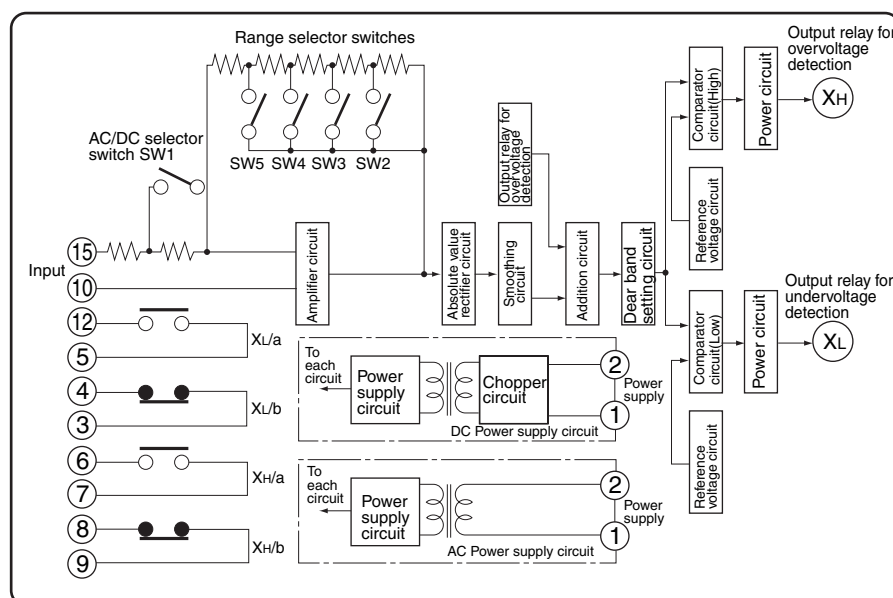 Range selector switches
AC/DC selector
switch SW1
SW5
SW4
SW3
SW2
Input
15
10
12
5
4
3
6
7
8
9
XL/a
XL/b
XH/a
XH/b
Amplifier circuit
Absolute value
rectifier circuit
Output relay for
overvoltage
detection
Smoothing
circuit
Addition circuit
Dear band
setting circuit
Comparator
circuit(High)
Power circuit
Output relay for
overvoltage
detection
XH
Reference
voltage circuit
Comparator
circuit(Low)
Power circuit
Output relay for
undervoltage
detection
XL
Reference
voltage circuit
To
each
circuit
Power
supply
circuit
Chopper
circuit
2
Power
supply
1
DC Power supply circuit
To
each
circuit
Power
supply
circuit
2
Power
supply
1
AC Power supply circuit